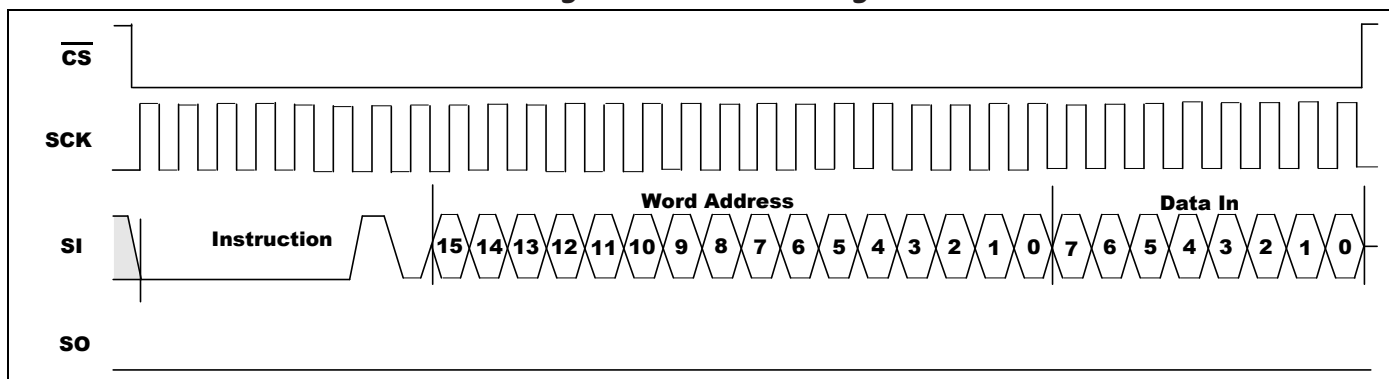 CS
SCK
Word Address
Data In
Instruction
SI
15 14 13 12 11 10 9 8 7 6 5 4 3 2 1 0 7 6 5 4 3 2 1 0
SO